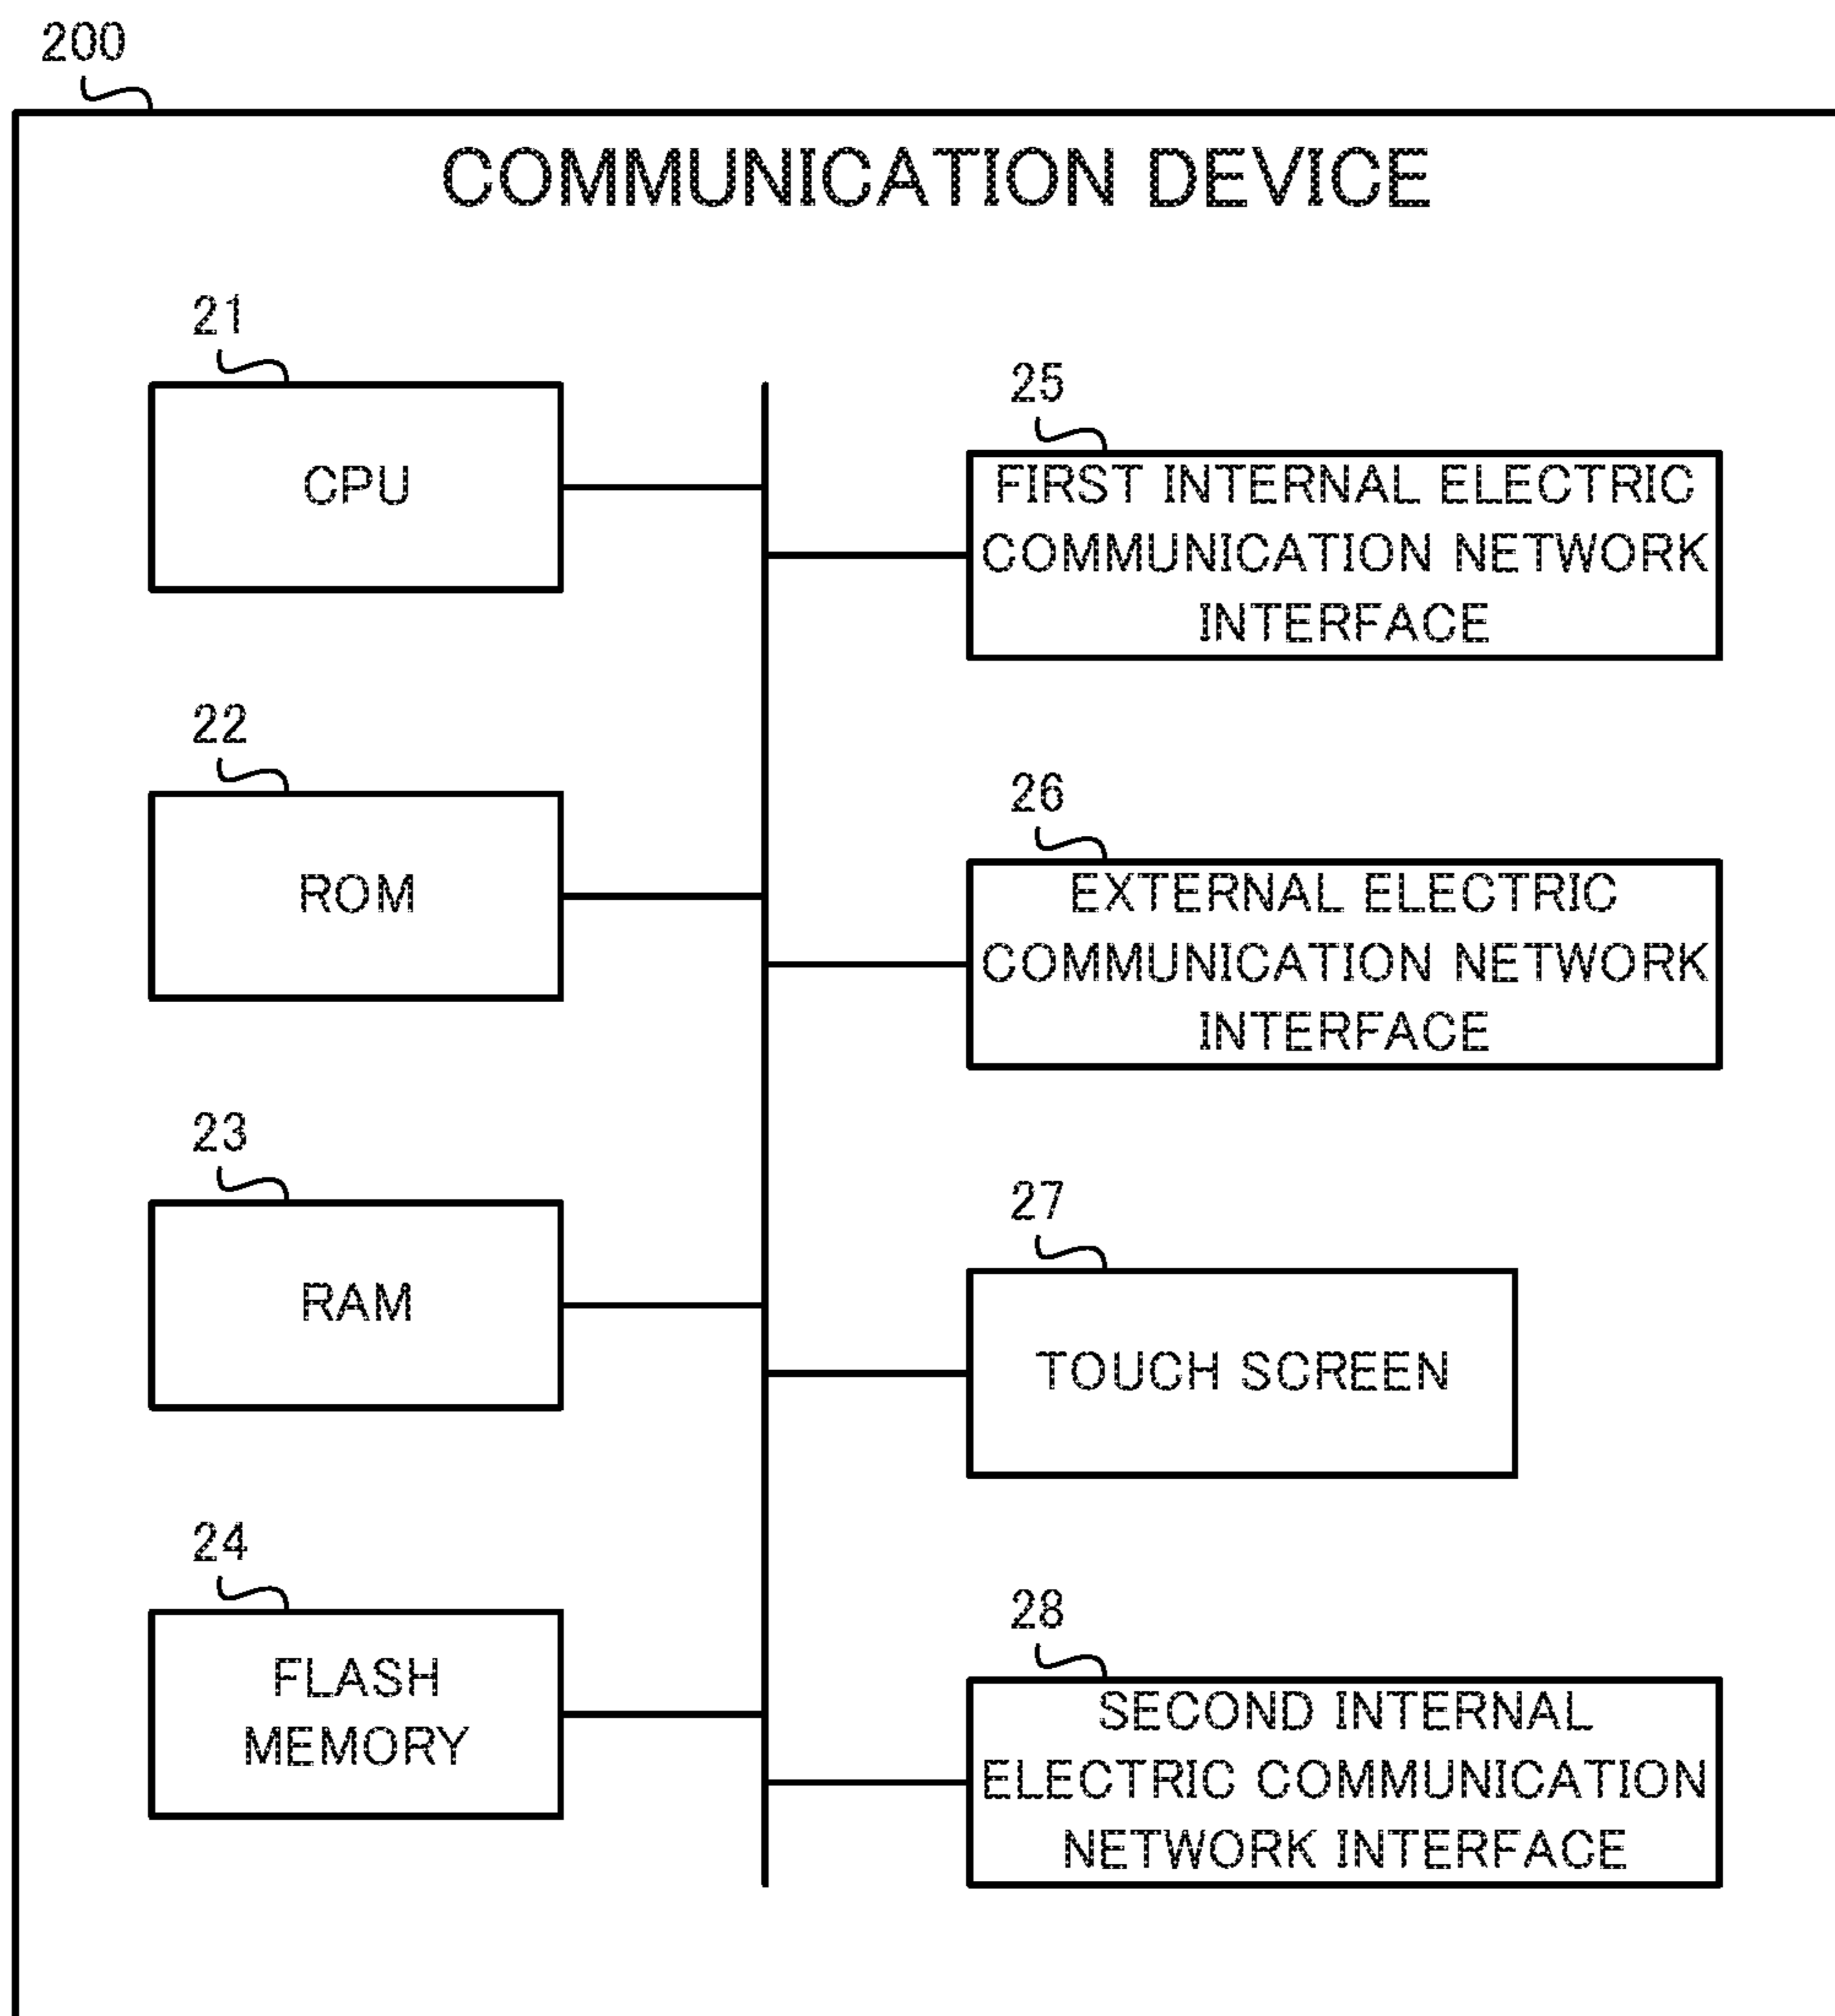 200
COMMUNICATION DEVICE
21
CPU
22
ROM
23
RAM
24
FLASH
MEMORY
25
FIRST INTERNAL ELECTRIC
COMMUNICATION NETWORK
INTERFACE
26
EXTERNAL ELECTRIC
COMMUNICATION NETWORK
INTERFACE
27
TOUCH SCREEN
28
SECOND INTERNAL
ELECTRIC COMMUNICATION
NETWORK INTERFACE